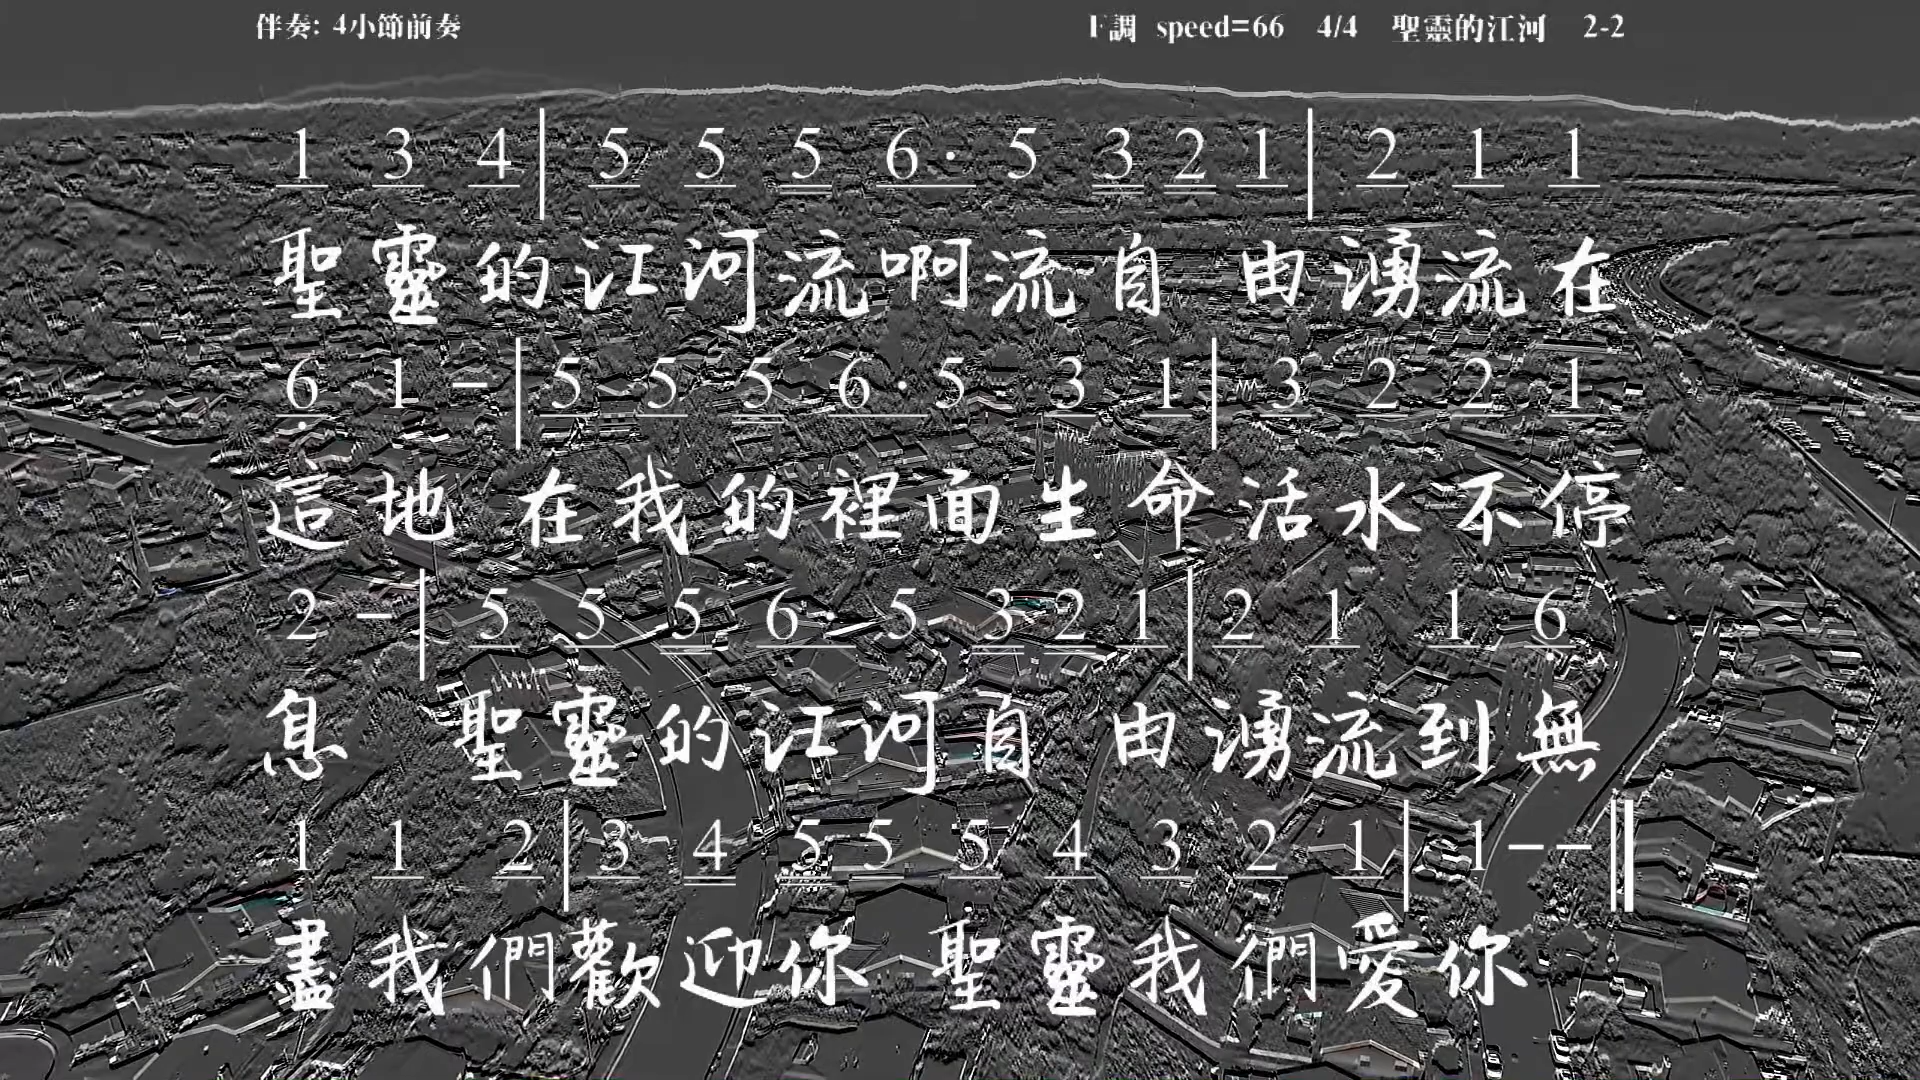 伴奏: 4小節前奏 F調 speed=66 4/4 聖靈的江河 2-2
1 3 4 | 5 5 5 6· 5 3 2 1 | 2 1 1
聖靈的江河流啊流自 由湧流在
6 1 - | 5 5 5 6· 5 3 1 | 3 2 2 1
這地 在我的裡面生命活水不停
2 - | 5 5 5 6· 5 3 2 1 | 2 1 1 6
息 聖靈的江河自 由湧流到無
1 1 2 | 3 4 5 5 5 4 3 2 1 | 1 - - ‖
盡我們歡迎你 聖靈我們愛你